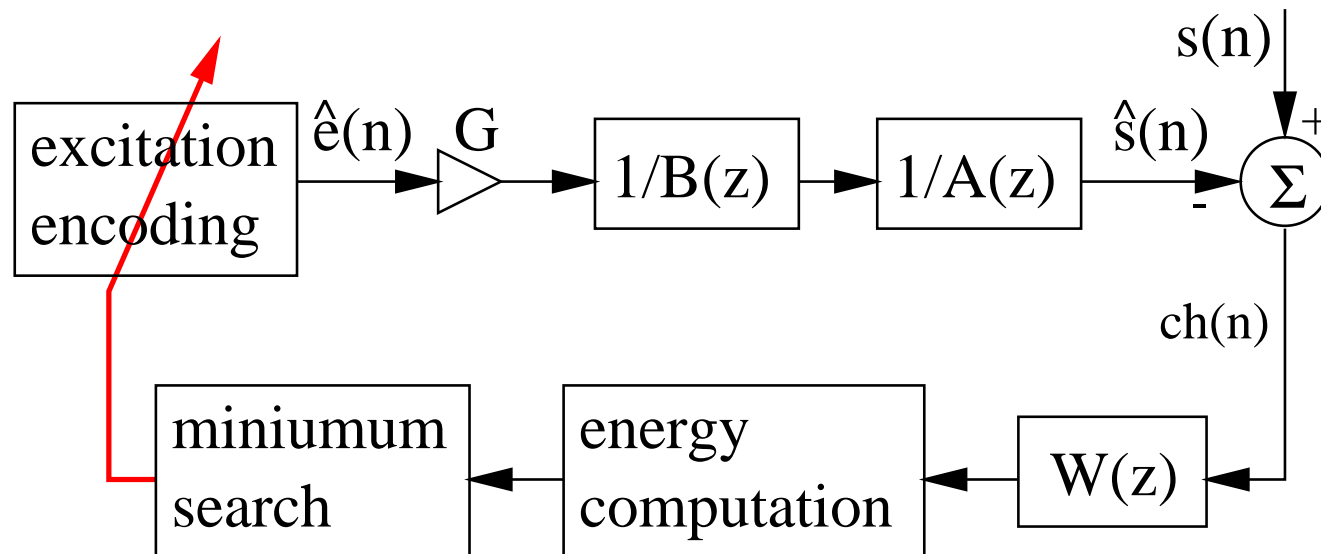 s(n)
+
excitation
encoding
ê(n)
G
1/B(z)
1/A(z)
ŝ(n)
-
Σ
ch(n)
miniumum
search
energy
computation
W(z)